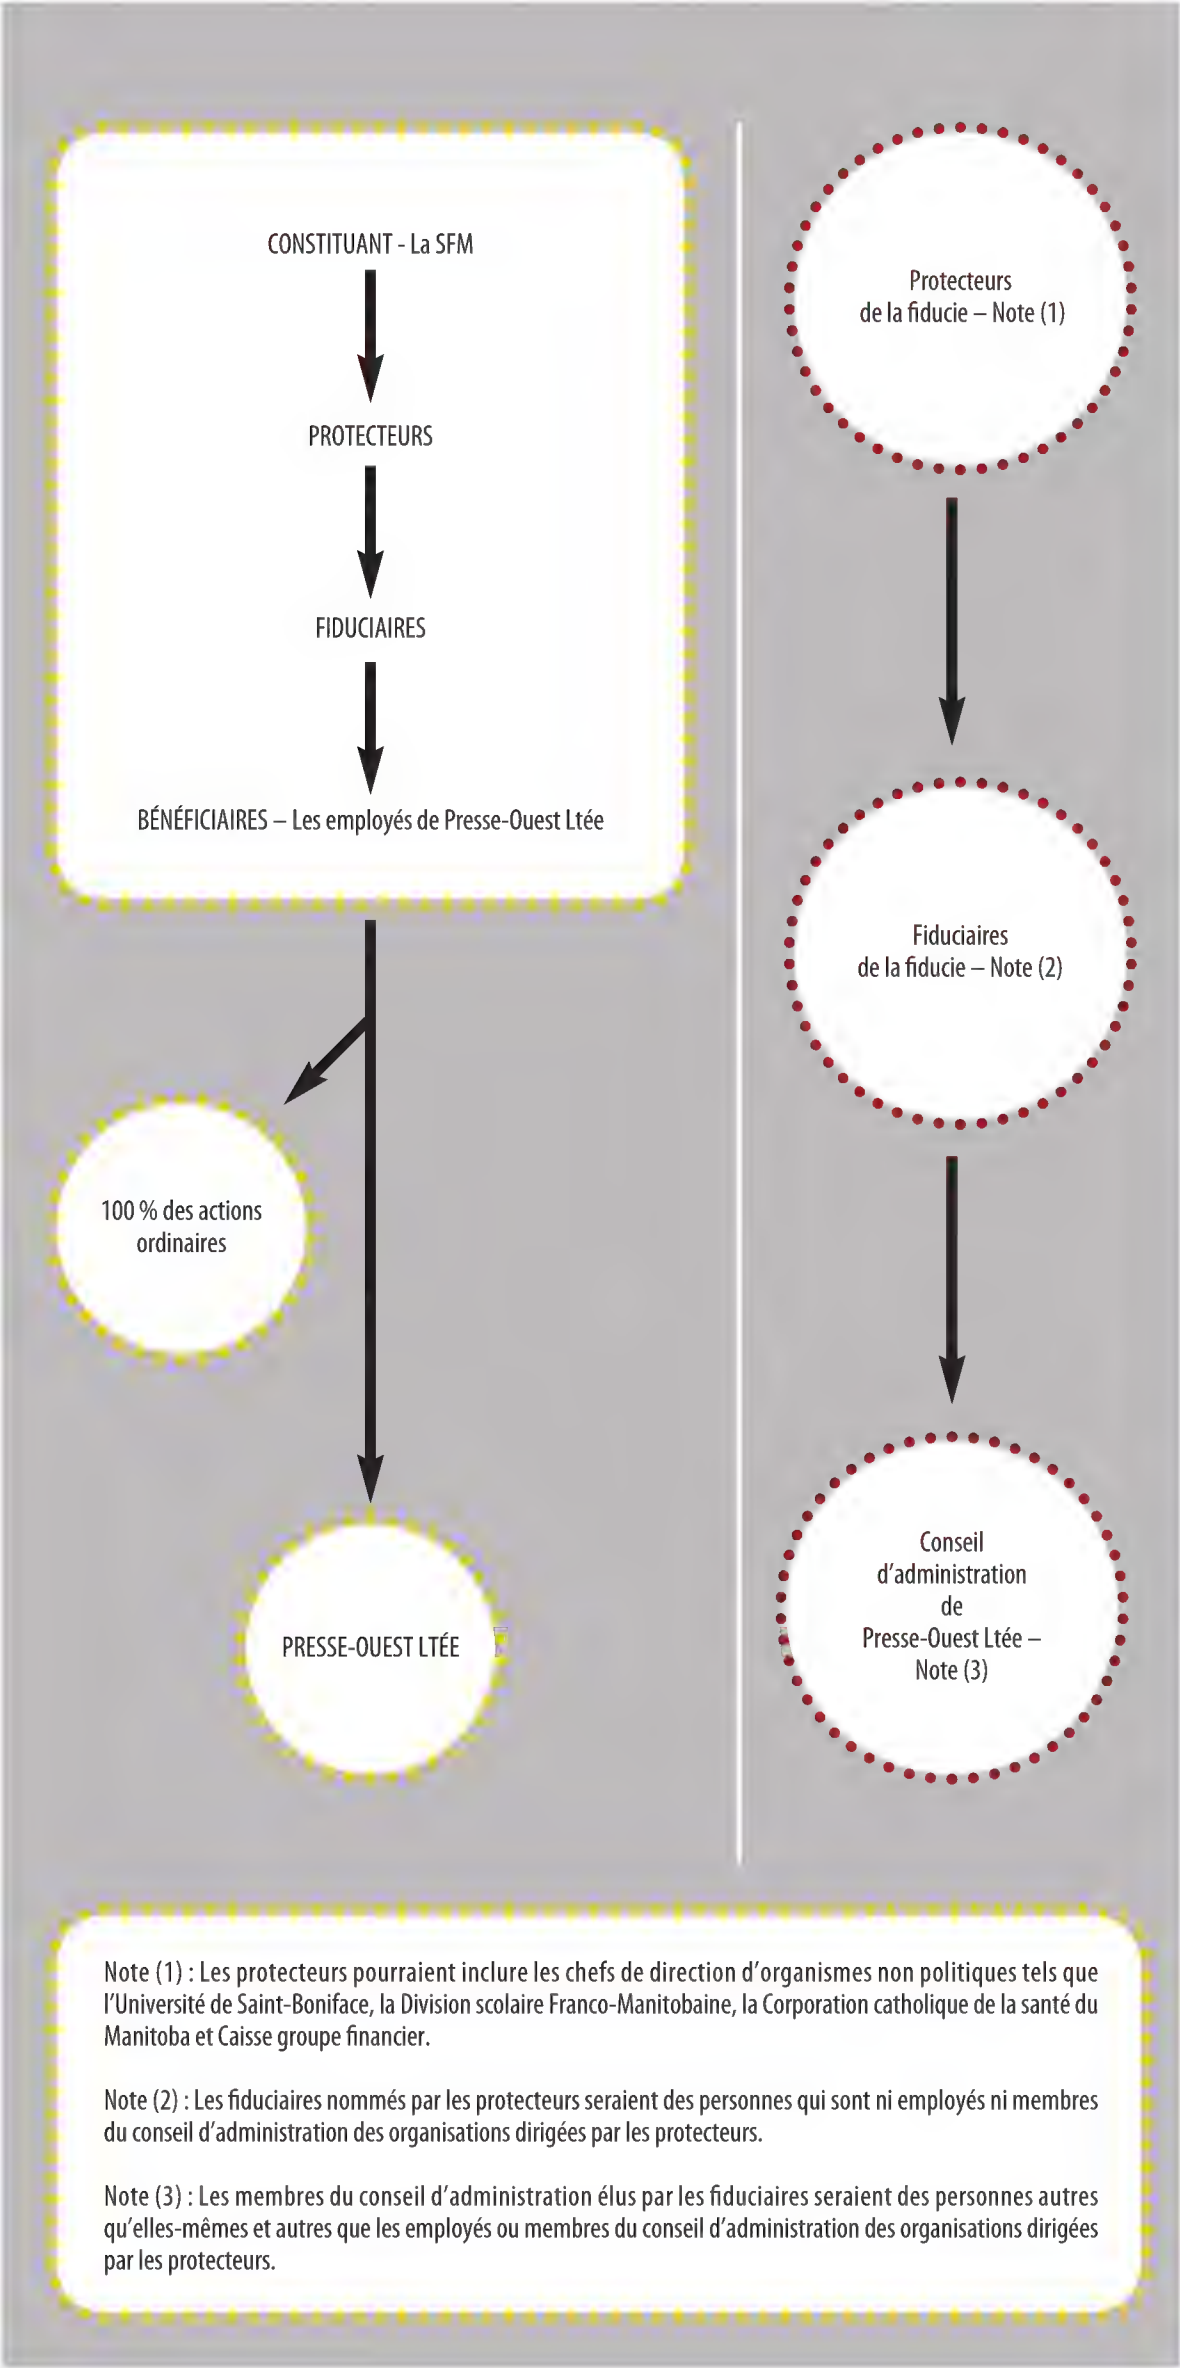 CONSTITUANT - La SFM
PROTECTEURS
FIDUCIAIRES
BÉNÉFICIAIRES – Les employés de Presse-Ouest Ltée
100 % des actions
ordinaires
PRESSE-OUEST LTÉE
Protecteurs
de la fiducie – Note (1)
Fiduciaires
de la fiducie – Note (2)
Conseil
d'administration
de
Presse-Ouest Ltée –
Note (3)
Note (1) : Les protecteurs pourraient inclure les chefs de direction d'organismes non politiques tels que
l'Université de Saint-Boniface, la Division scolaire Franco-Manitobaine, la Corporation catholique de la santé du
Manitoba et Caisse groupe financier.
Note (2) : Les fiduciaires nommés par les protecteurs seraient des personnes qui sont ni employés ni membres
du conseil d'administration des organisations dirigées par les protecteurs.
Note (3) : Les membres du conseil d'administration élus par les fiduciaires seraient des personnes autres
qu'elles-mêmes et autres que les employés ou membres du conseil d'administration des organisations dirigées
par les protecteurs.